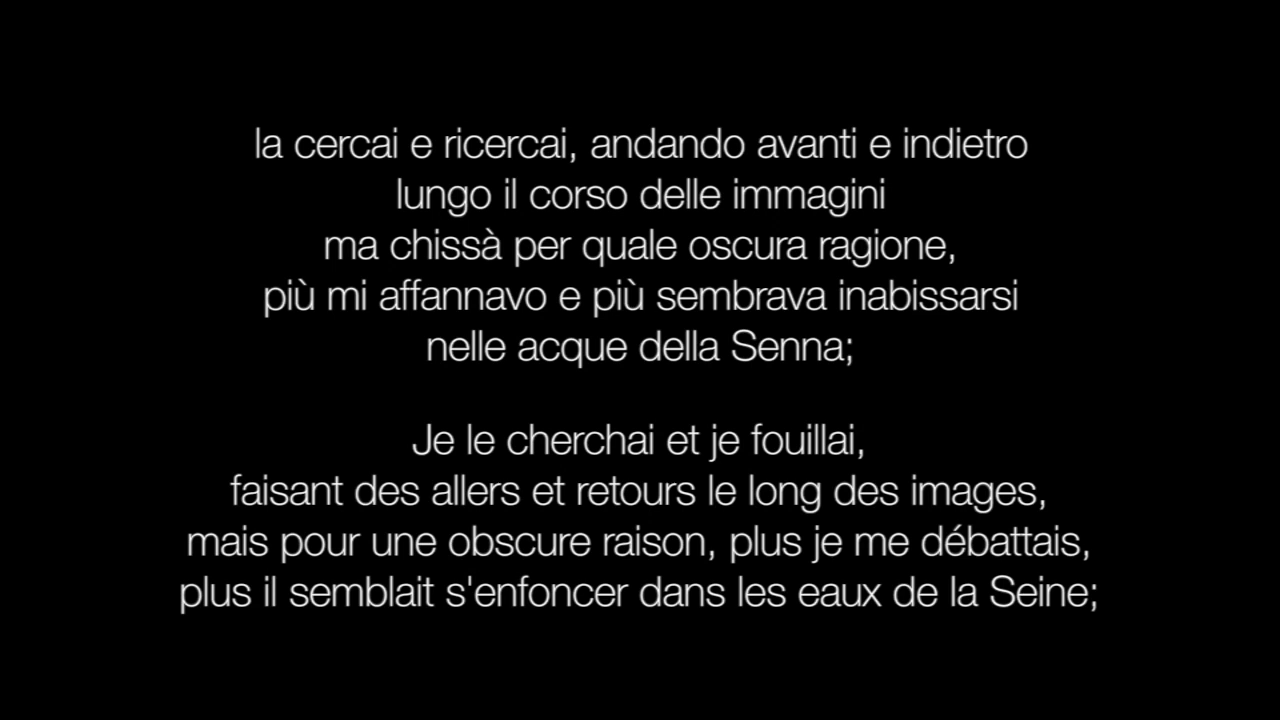 la cercai e ricercai, andando avanti e indietro
lungo il corso delle immagini
ma chissà per quale oscura ragione,
più mi affannavo e più sembrava inabissarsi
nelle acque della Senna;
Je le cherchai et je fouillai,
faisant des allers et retours le long des images,
mais pour une obscure raison, plus je me débattais,
plus il semblait s'enfoncer dans les eaux de la Seine;